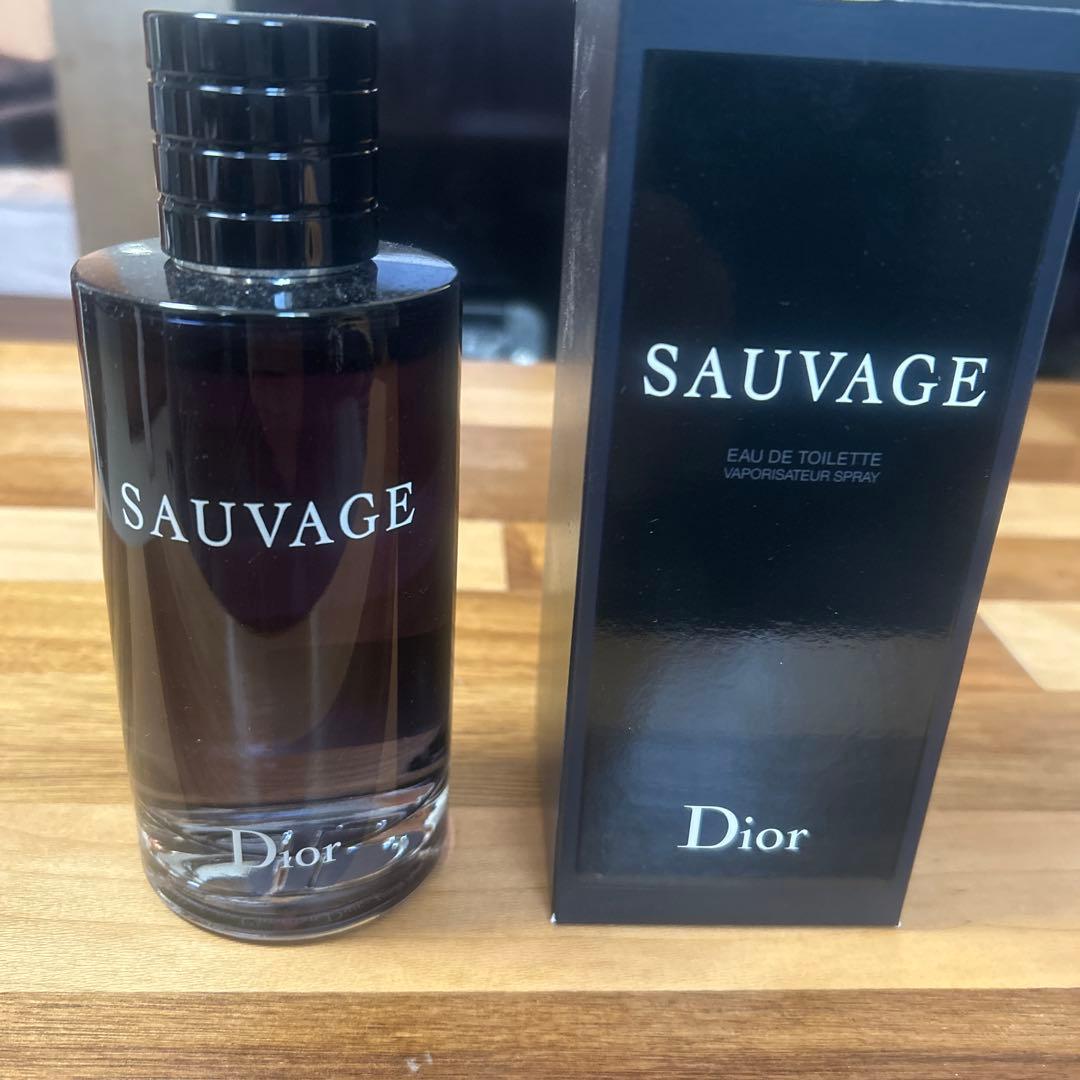 SAUVAGE
Dior
SAUVAGE
EAU DE TOILETTE
VAPORISATEUR SPRAY
Dior